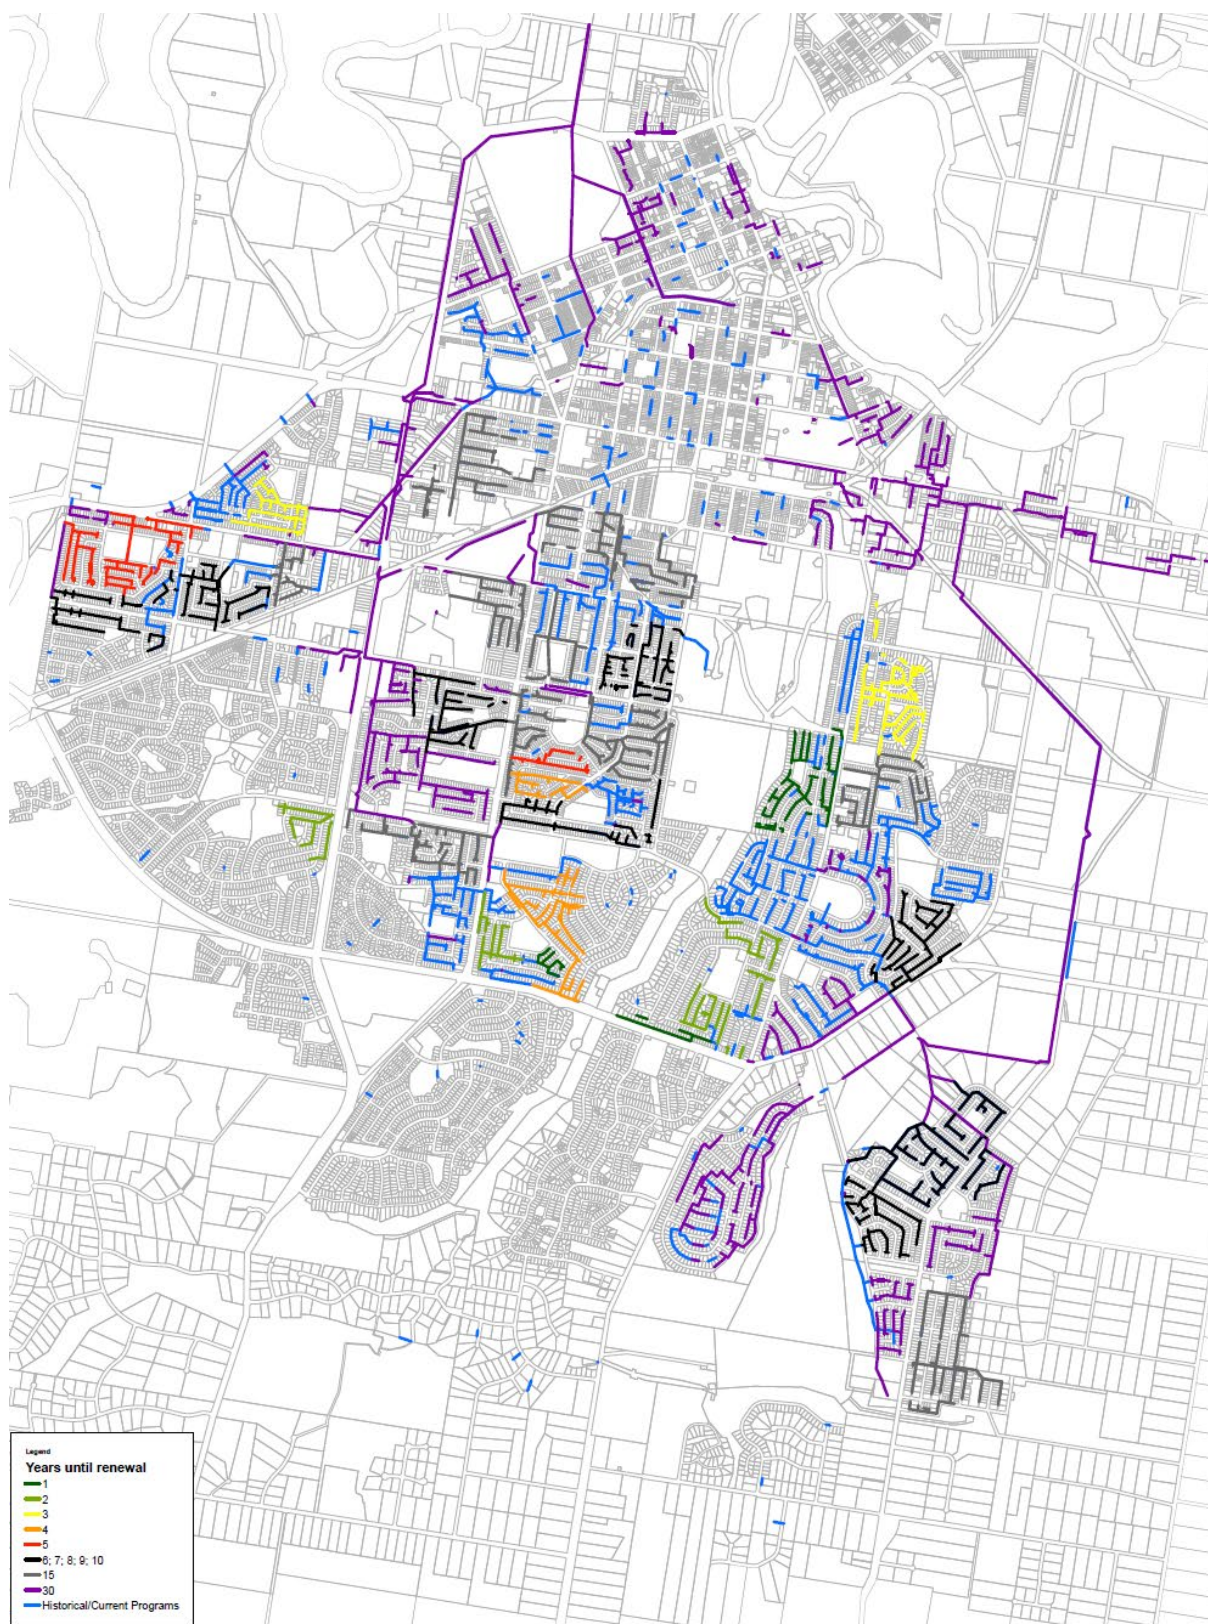 Legend
Years until renewal
1
2
3
4
5
6; 7; 8; 9; 10
15
30
Historical/Current Programs